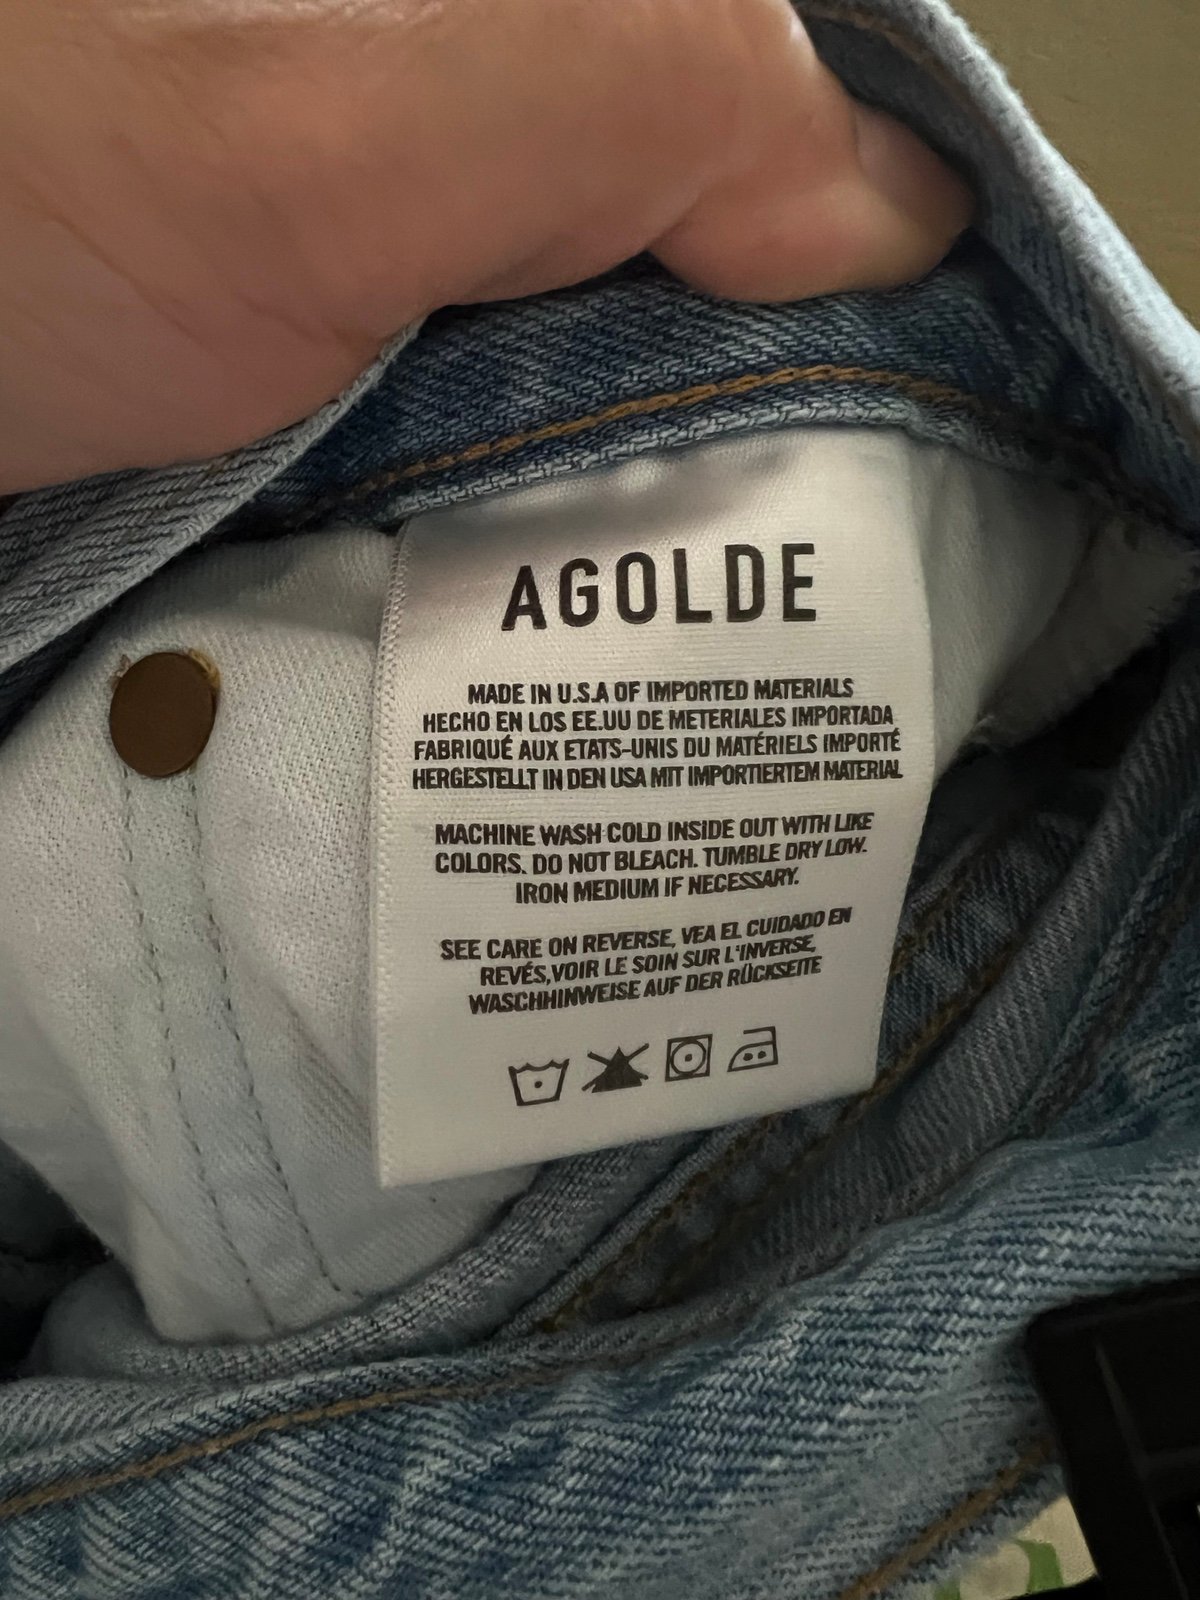 AGOLDE
MADE IN U.S.A OF IMPORTED MATERIALS
HECHO EN LOS EE.UU DE METERIALES IMPORTADA
FABRIQUÉ AUX ETATS-UNIS DU MATÉRIELS IMPORTÉ
HERGESTELLT IN DEN USA MIT IMPORTIERTEM MATERIAL
MACHINE WASH COLD INSIDE OUT WITH LIKE
COLORS. DO NOT BLEACH. TUMBLE DRY LOW.
IRON MEDIUM IF NECESSARY.
SEE CARE ON REVERSE, VEA EL CUIDADO EN
REVÉS,VOIR LE SOIN SUR L'INVERSE,
WASCHHINWEISE AUF DER RÜCKSEITE